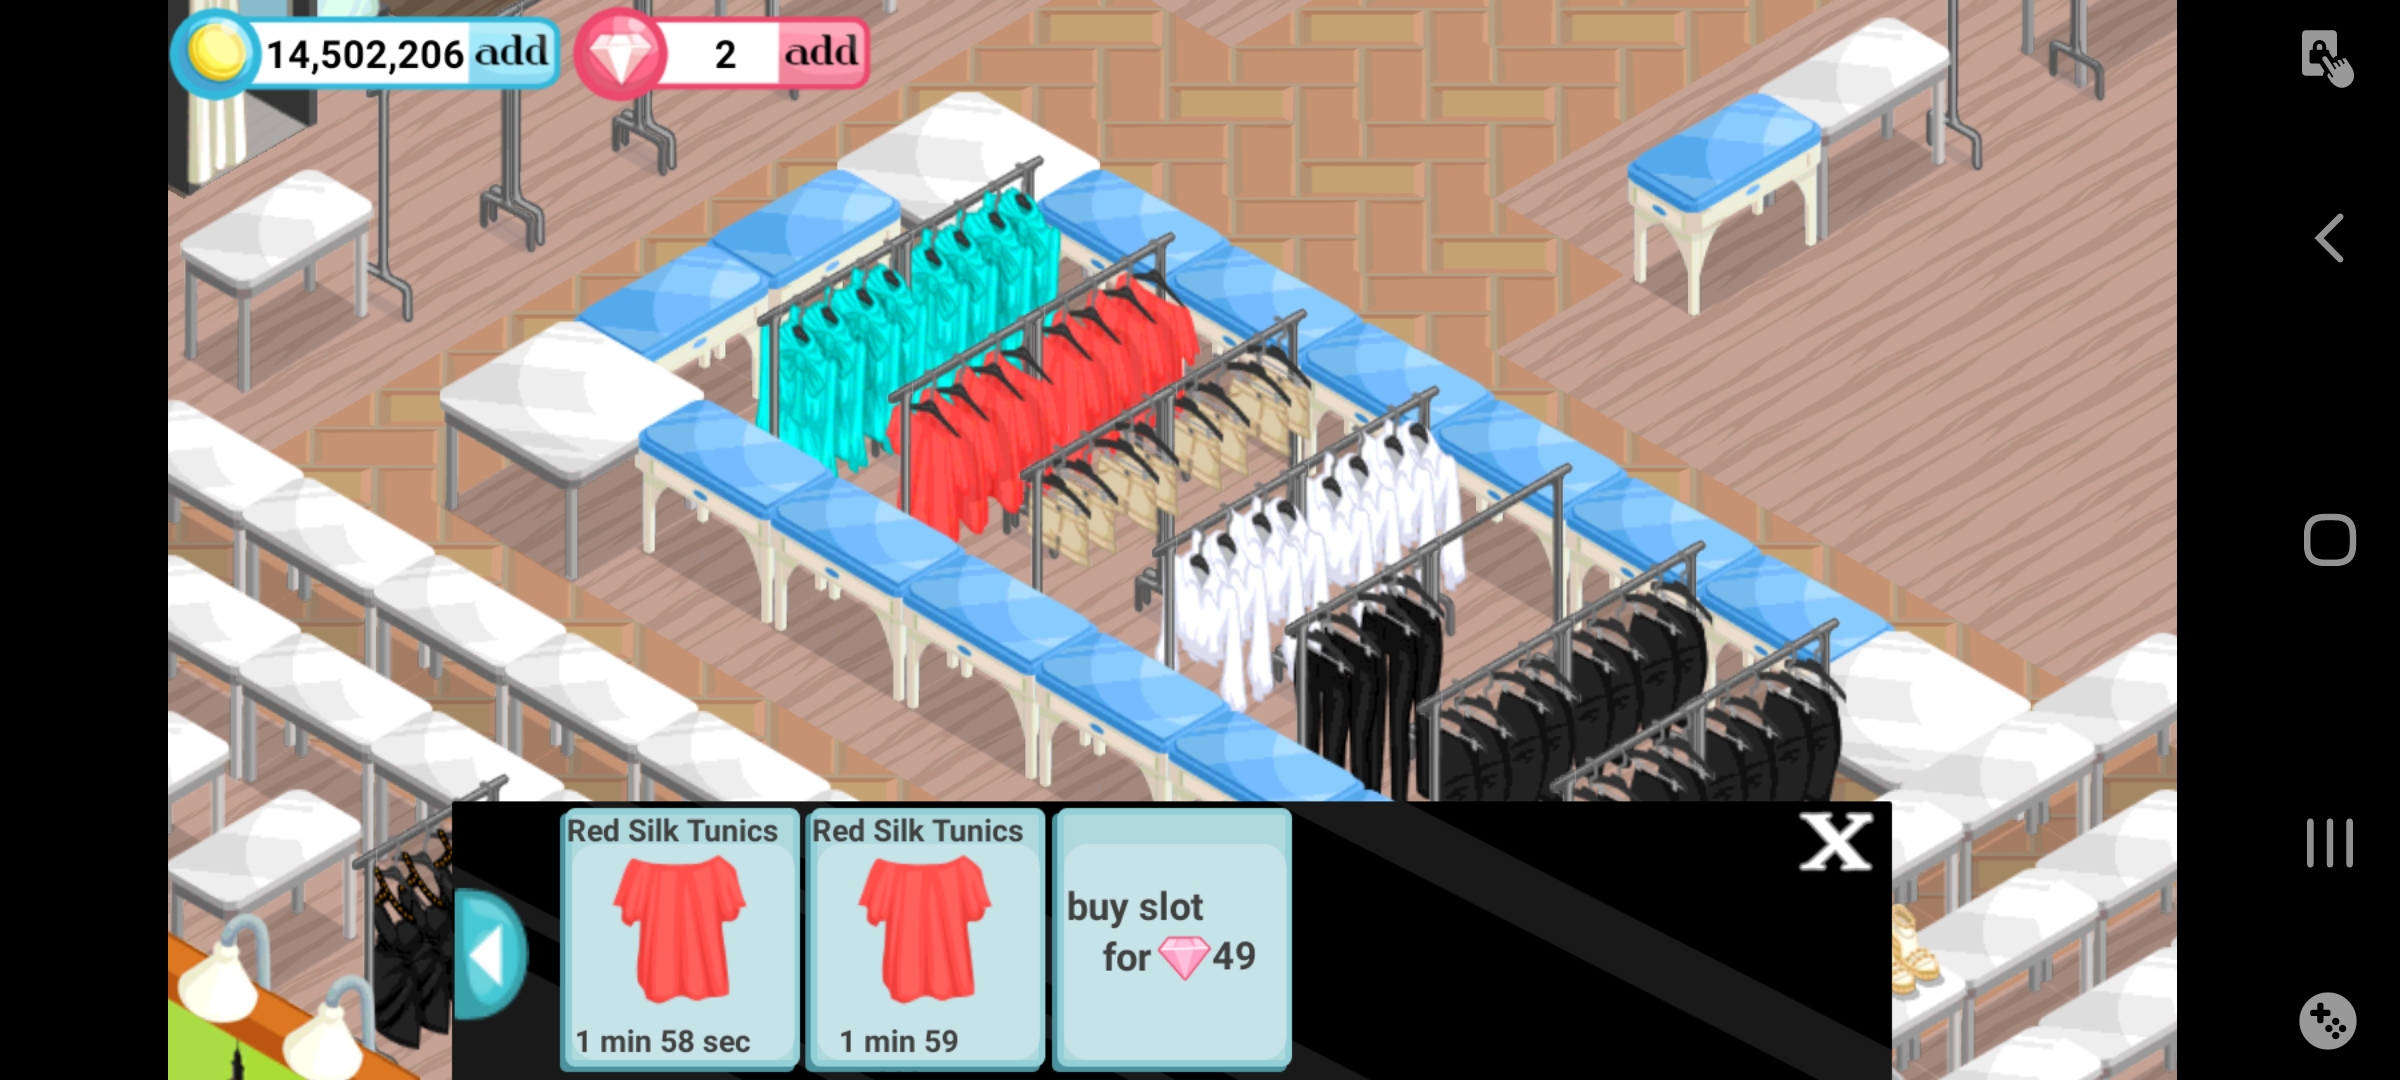 14,502,206 add
2 add
Red Silk Tunics
1 min 58 sec
Red Silk Tunics
1 min 59
buy slot
for 49
X